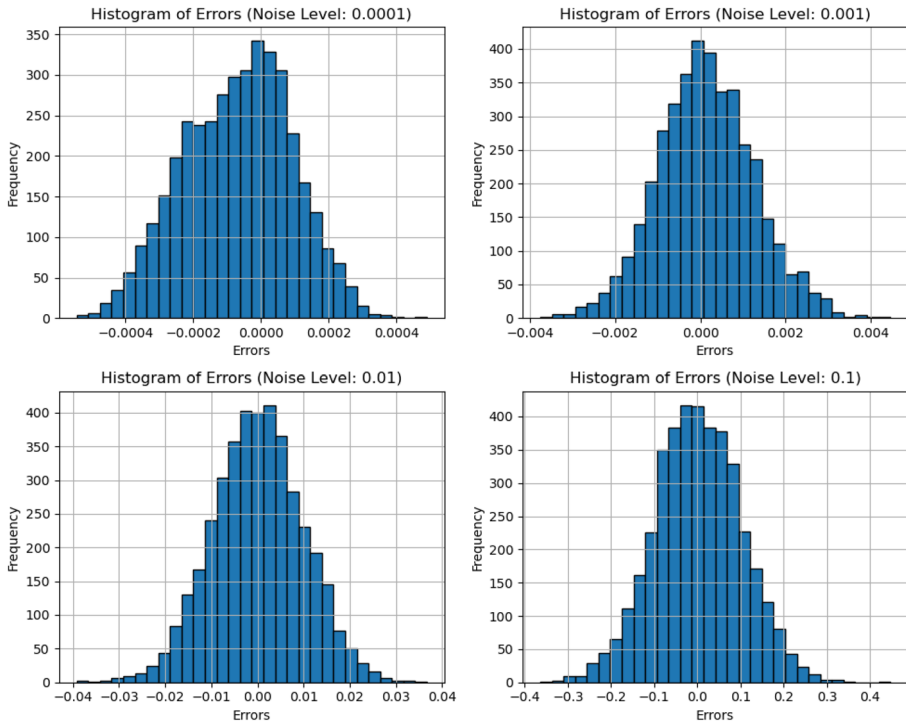 Histogram of Errors (Noise Level: 0.0001)
Frequency
350
300
250
200
150
100
50
0
−0.0004 −0.0002 0.0000 0.0002 0.0004
Errors
Histogram of Errors (Noise Level: 0.001)
Frequency
400
350
300
250
200
150
100
50
0
−0.004 −0.002 0.000 0.002 0.004
Errors
Histogram of Errors (Noise Level: 0.01)
Frequency
400
350
300
250
200
150
100
50
0
−0.04 −0.03 −0.02 −0.01 0.00 0.01 0.02 0.03 0.04
Errors
Histogram of Errors (Noise Level: 0.1)
Frequency
400
350
300
250
200
150
100
50
0
−0.4 −0.3 −0.2 −0.1 0.0 0.1 0.2 0.3 0.4
Errors